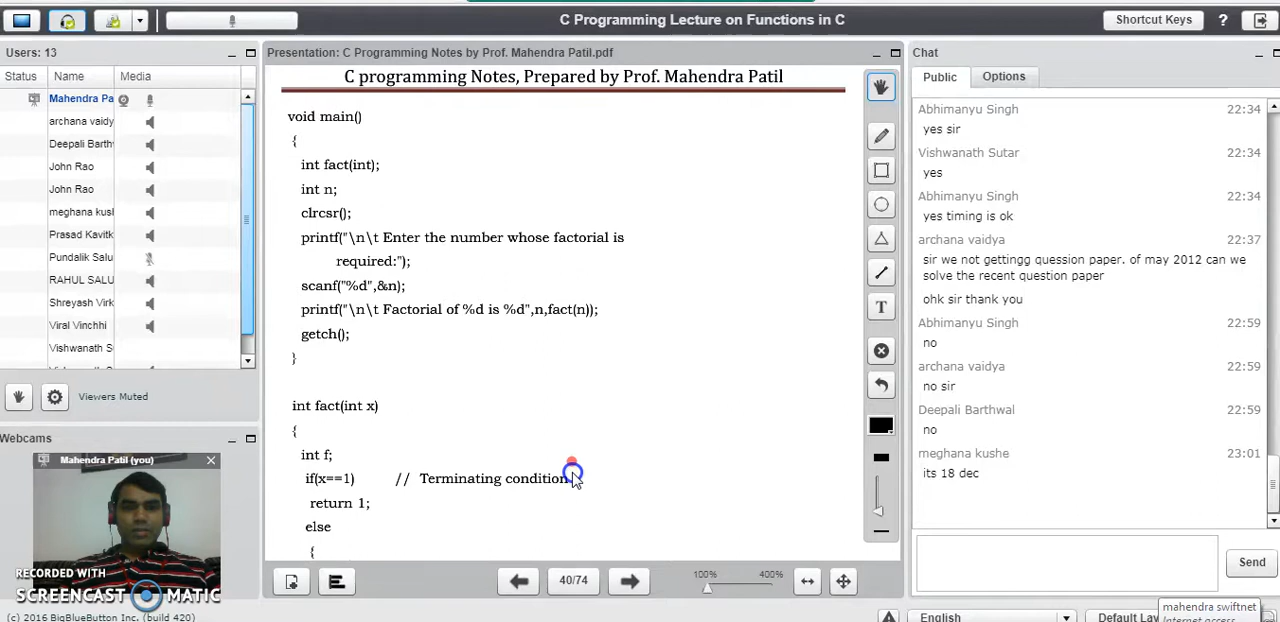 C Programming Lecture on Functions in C
Shortcut Keys
?
Users: 13
Status Name Media
Mahendra Pa
archana vaidy
Deepali Barth
John Rao
John Rao
meghana kusl
Prasad Kavitk
Pundalik Salu
RAHUL SALU
Shreyash Virk
Viral Vinchhi
Vishwanath S
Viewers Muted
Webcams
Mahendra Patil (you)
RECORDED WITH
SCREENCAST MATIC
(c) 2016 BigBlueButton Inc. (build 420)
Presentation: C Programming Notes by Prof. Mahendra Patil.pdf
C programming Notes, Prepared by Prof. Mahendra Patil
void main()
{
int fact(int);
int n;
clrcsr();
printf("\n\t Enter the number whose factorial is
required:");
scanf("%d",&n);
printf("\n\t Factorial of %d is %d",n,fact(n));
getch();
}
int fact(int x)
{
int f;
if(x==1) // Terminating condition
return 1;
else
{
T
40/74
100% 400%
Chat
Public Options
Abhimanyu Singh 22:34
yes sir
Vishwanath Sutar 22:34
yes
Abhimanyu Singh 22:34
yes timing is ok
archana vaidya 22:37
sir we not gettingg quession paper. of may 2012 can we
solve the recent question paper
ohk sir thank you
Abhimanyu Singh 22:59
no
archana vaidya 22:59
no sir
Deepali Barthwal 22:59
no
meghana kushe 23:01
its 18 dec
Send
English
Default Lay
mahendra swiftnet
Internet access